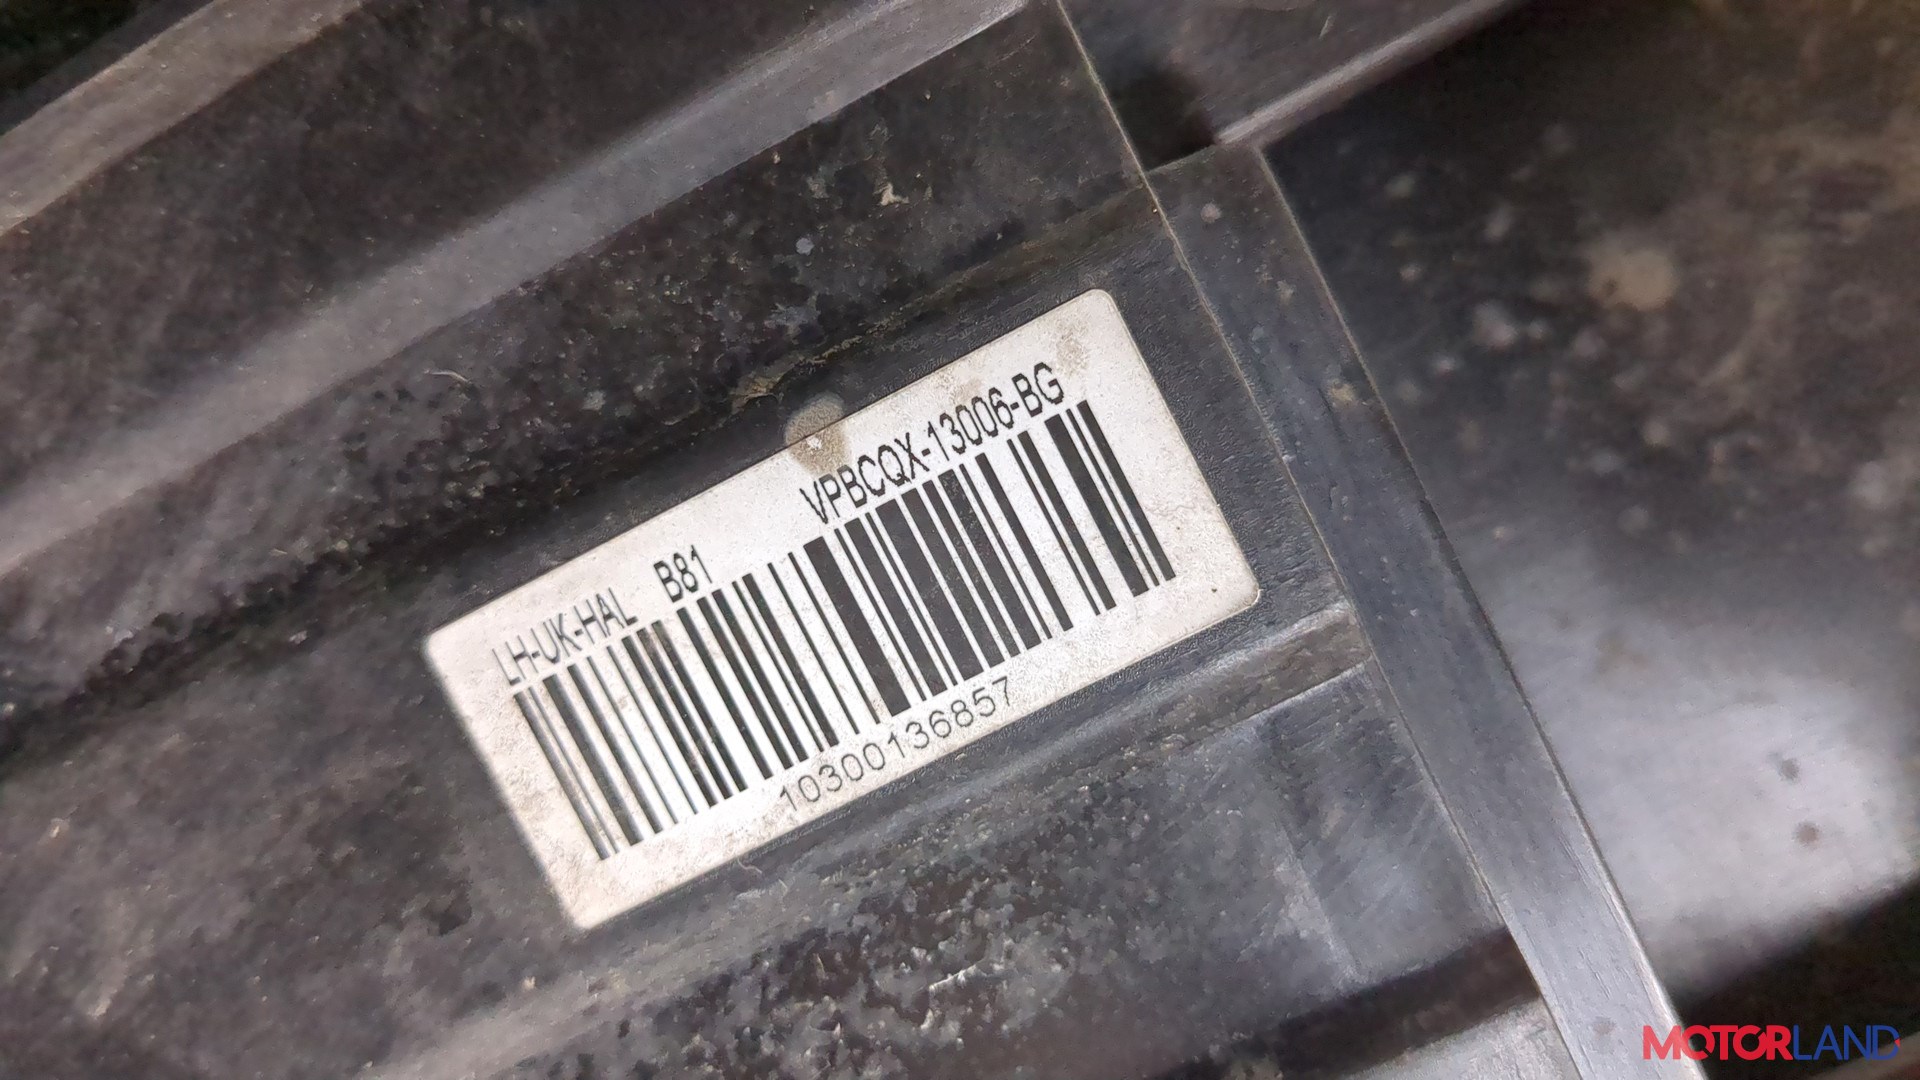 LH-UK-HAL B81 VPBCQX-13006-BG
10300136857
MOTORLAND